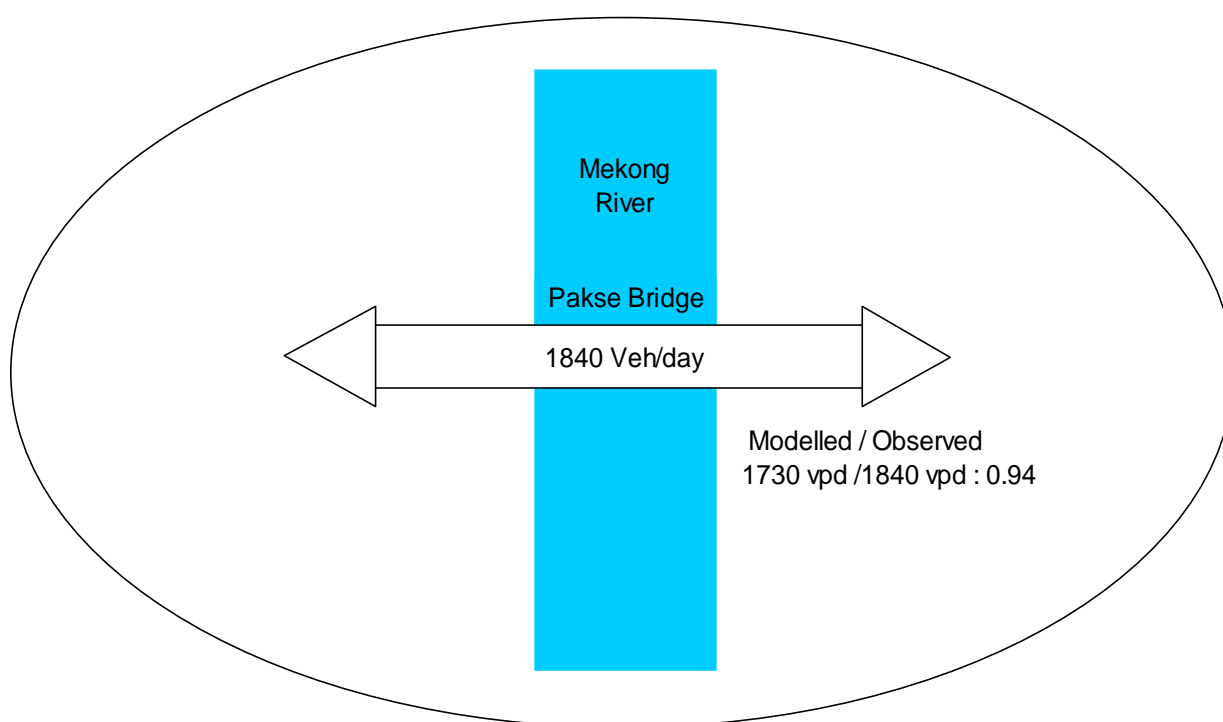 Mekong
River
Pakse Bridge
1840 Veh/day
Modelled / Observed
1730 vpd /1840 vpd : 0.94